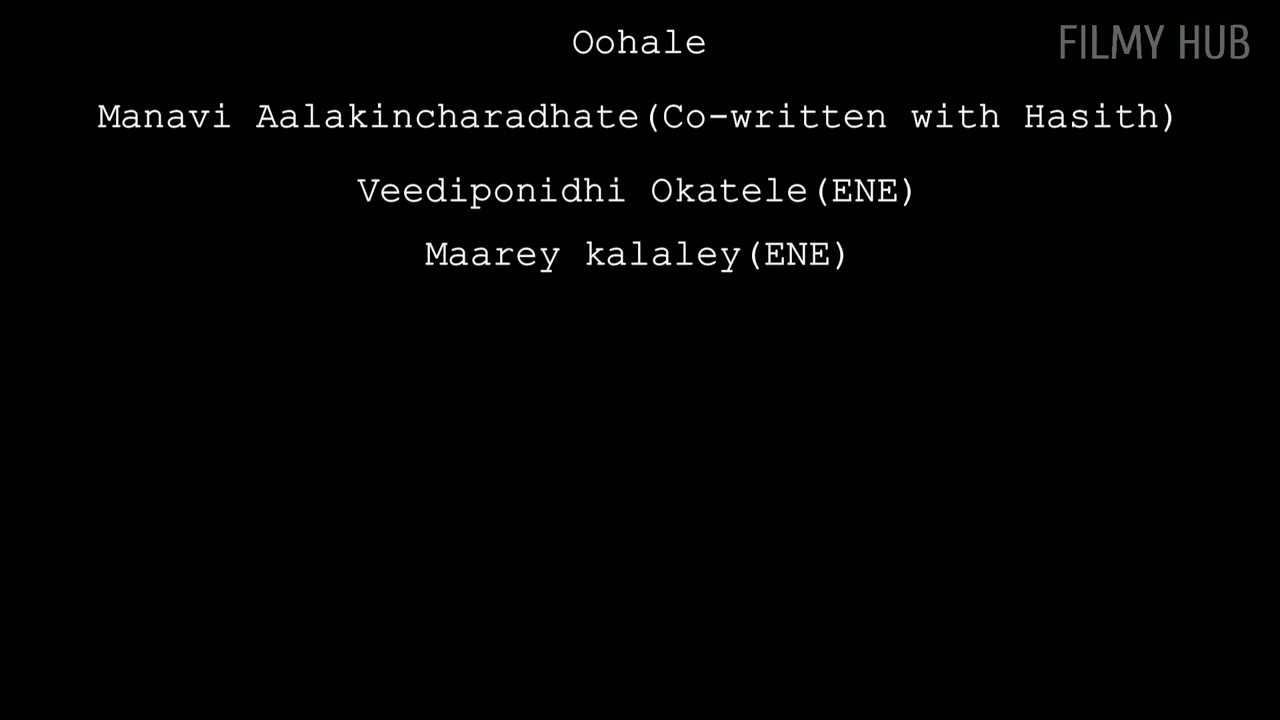 Oohale
FILMY HUB
Manavi Aalakincharadhate(Co-written with Hasith)
Veediponidhi Okatele(ENE)
Maarey kalaley(ENE)